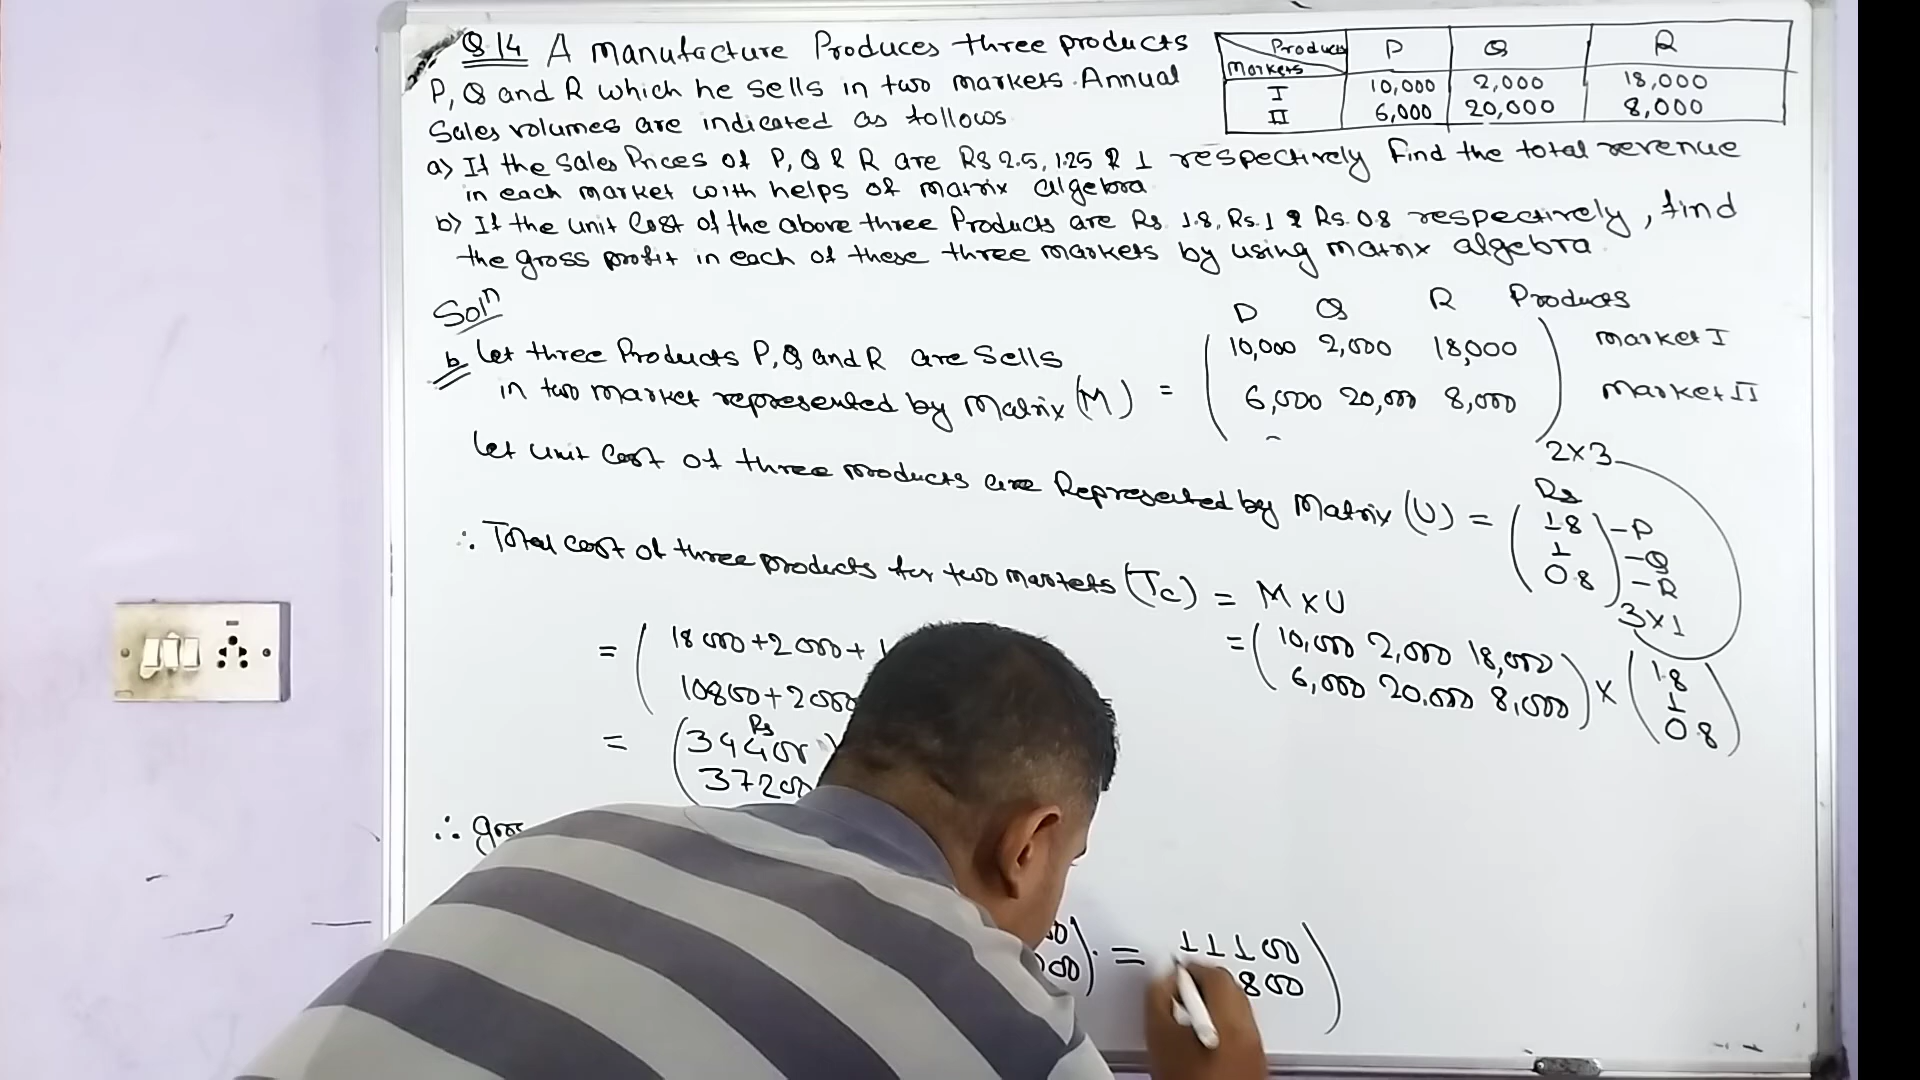 Q.14 A Manufacture Produces three products
P, Q and R which he sells in two markets. Annual
Sales volumes are indicated as follows
Products P Q R
Markets
I 10,000 2,000 18,000
II 6,000 20,000 8,000
a) If the Sales Prices of P, Q & R are Rs 2.5, 1.25 & 1 respectively Find the total revenue
in each market with helps of matrix algebra
b) If the unit Cost of the above three Products are Rs. 1.8, Rs. 1 & Rs. 0.8 respectively, find
the gross profit in each of these three markets by using matrix algebra.
Solⁿ
P Q R Products
b Let three Products P, Q and R are Sells
in two market represented by Matrix (M) =
10,000 2,000 18,000 market I
6,000 20,000 8,000 market II
2x3
Let unit Cost of three products are Represented by Matrix (U) =
Rs
1.8 -P
1 -Q
0.8 -R
3x1
∴ Total cost of three products for two markets (Tc) = M x U
= (10,000 2,000 18,000) x (1.8
6,000 20,000 8,000 1
0.8)
= (18000+2000+1
10800+2000
Rs
= (34400
37200
∴ gros
00) = 11100)
00 800